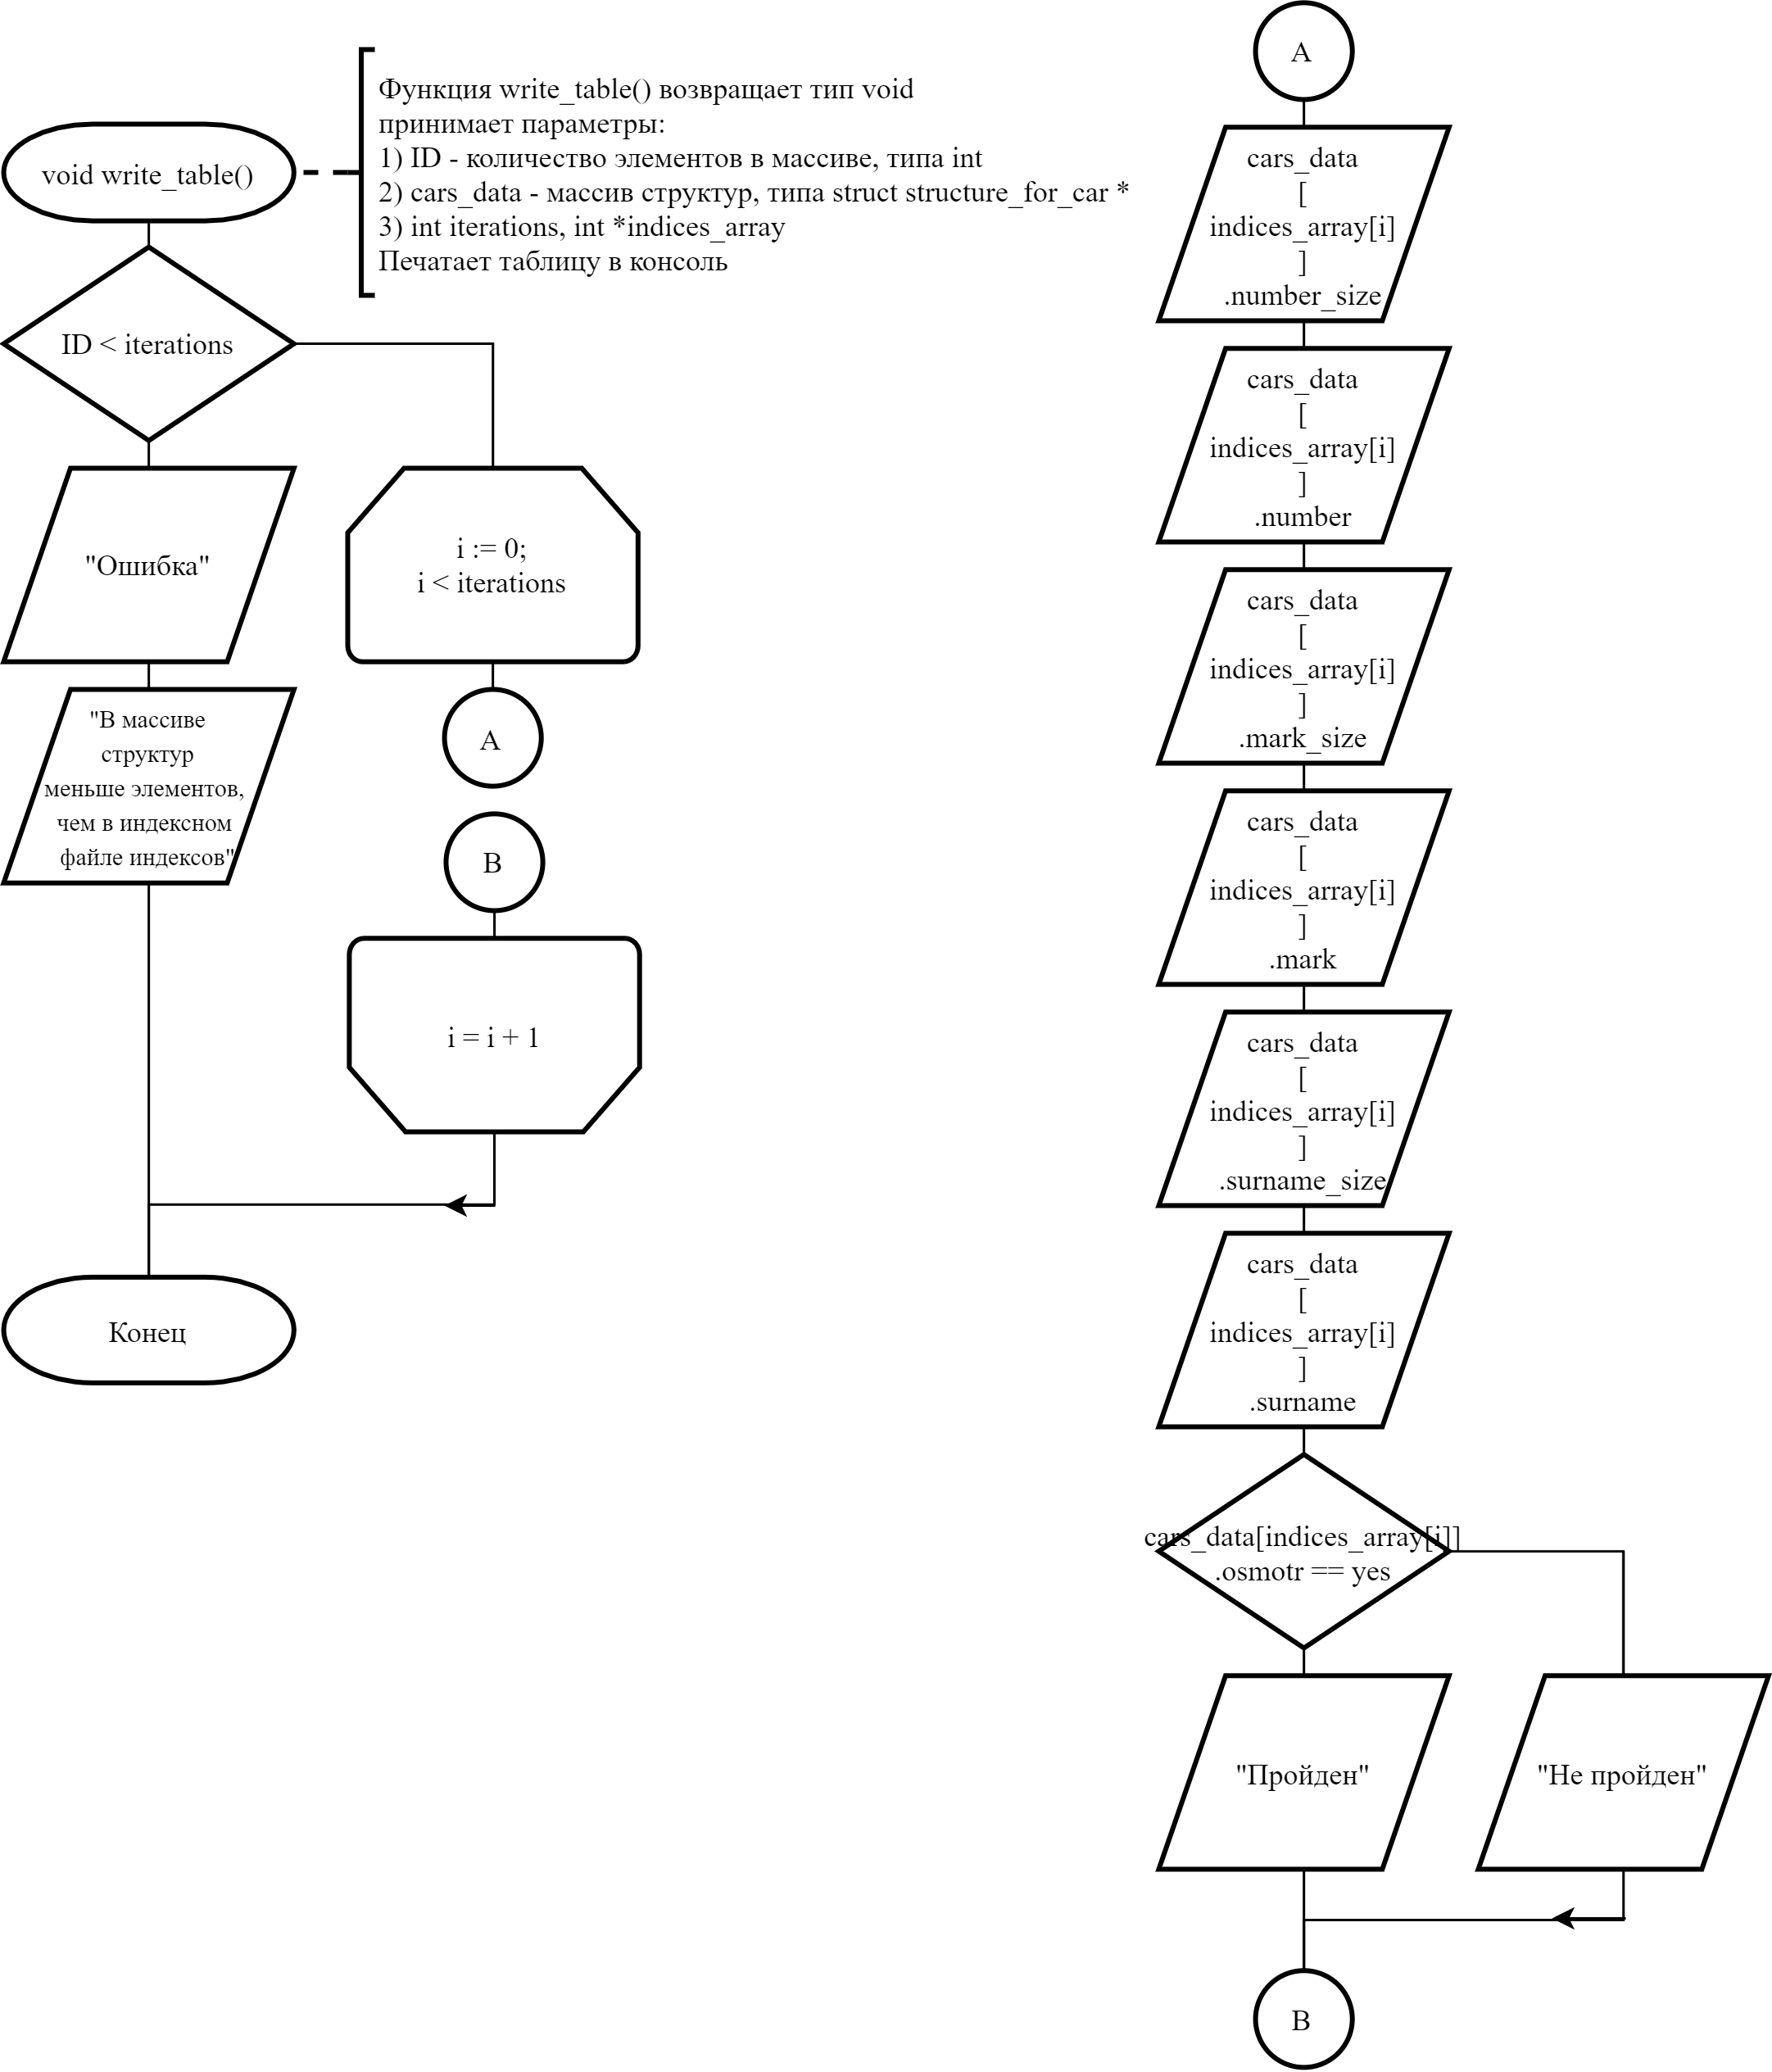 void write_table()
Функция write_table() возвращает тип void
принимает параметры:
1) ID - количество элементов в массиве, типа int
2) cars_data - массив структур, типа struct structure_for_car *
3) int iterations, int *indices_array
Печатает таблицу в консоль
ID < iterations
"Ошибка"
"В массиве
структур
меньше элементов,
чем в индексном
файле индексов"
i := 0;
i < iterations
A
B
i = i + 1
Конец
A
cars_data
[
indices_array[i]
]
.number_size
cars_data
[
indices_array[i]
]
.number
cars_data
[
indices_array[i]
]
.mark_size
cars_data
[
indices_array[i]
]
.mark
cars_data
[
indices_array[i]
]
.surname_size
cars_data
[
indices_array[i]
]
.surname
cars_data[indices_array[i]]
.osmotr == yes
"Пройден"
"Не пройден"
B